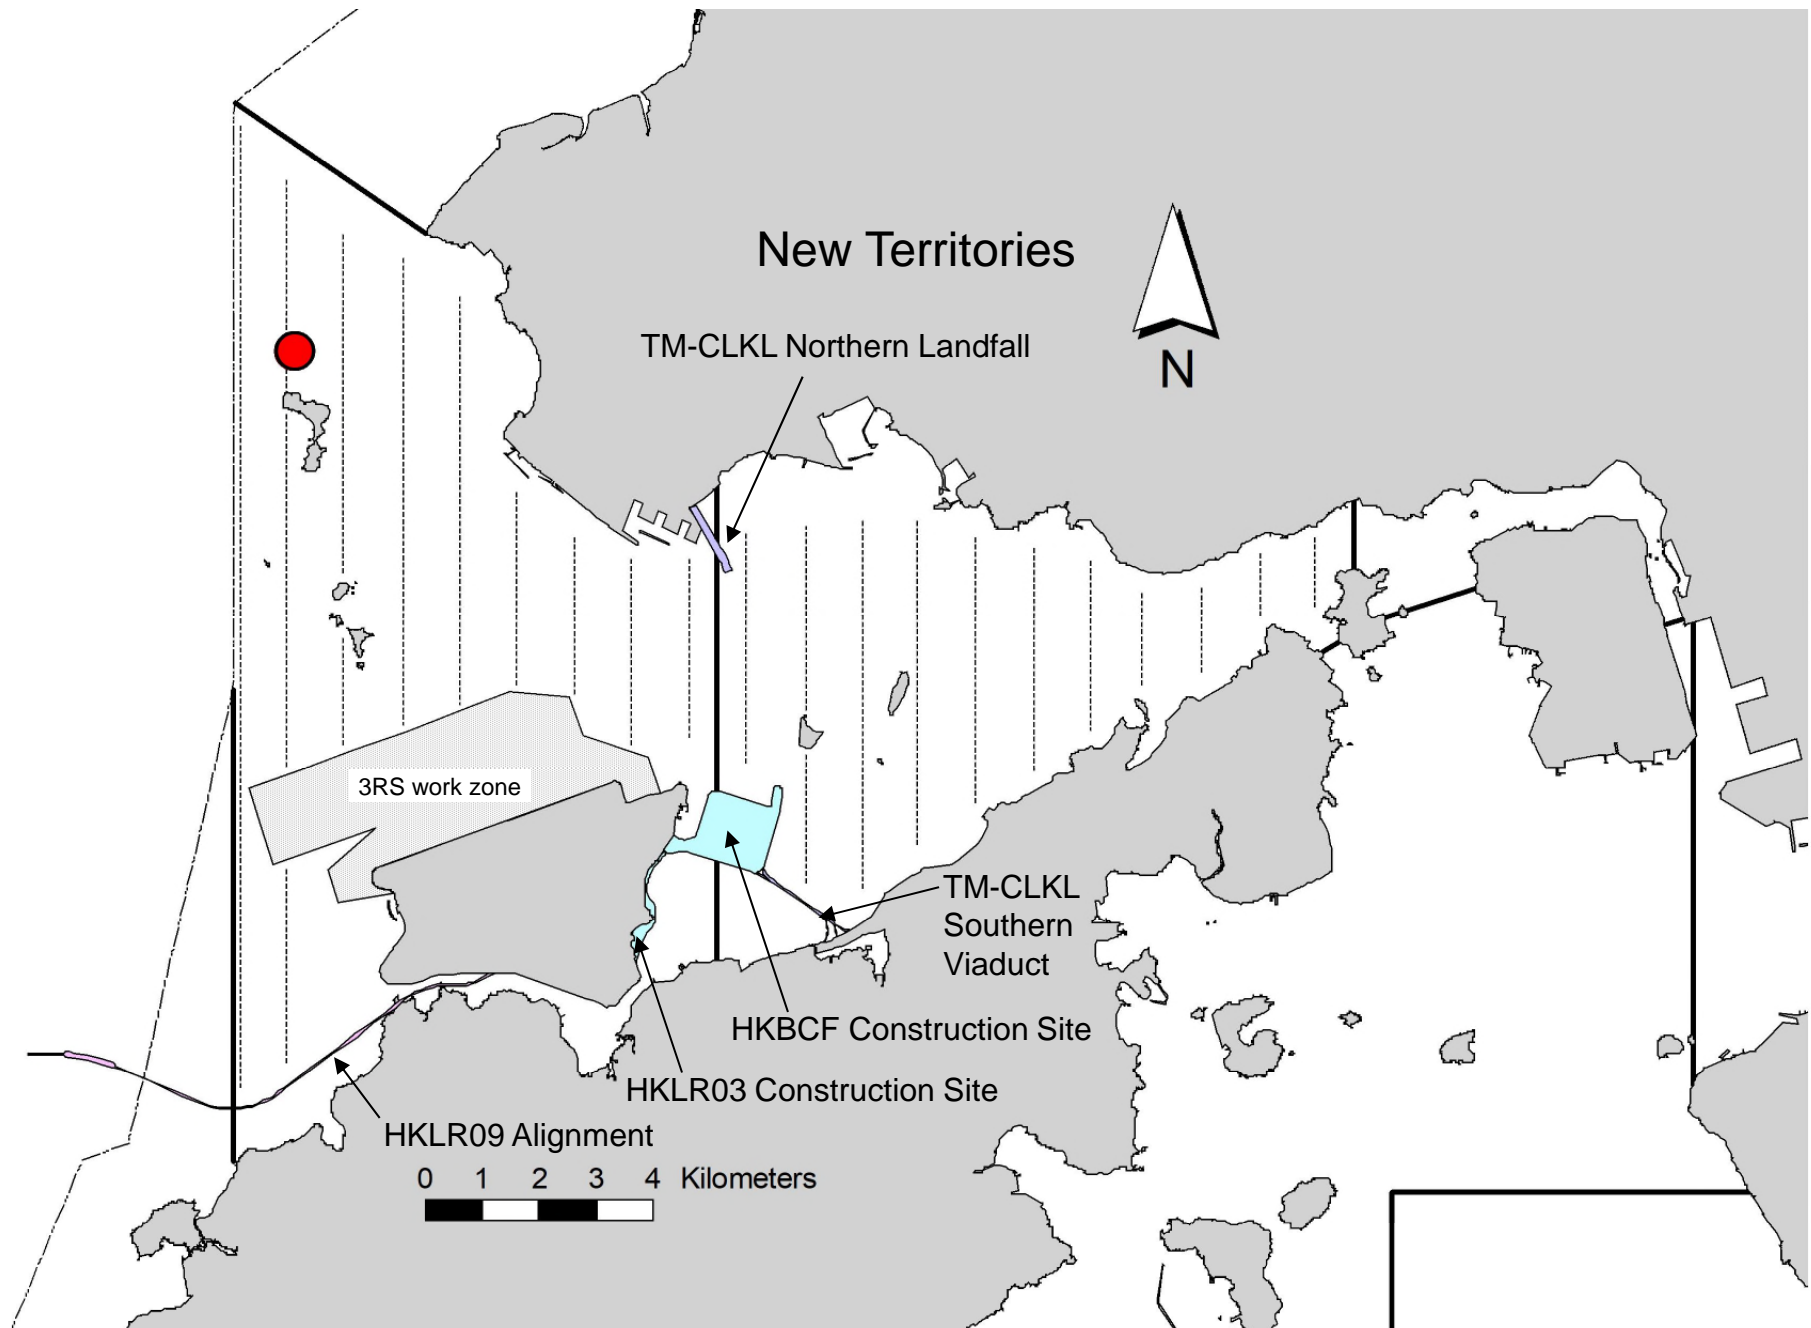 New Territories
TM-CLKL Northern Landfall
N
3RS work zone
TM-CLKL
Southern
Viaduct
HKBCF Construction Site
HKLR03 Construction Site
HKLR09 Alignment
0 1 2 3 4 Kilometers